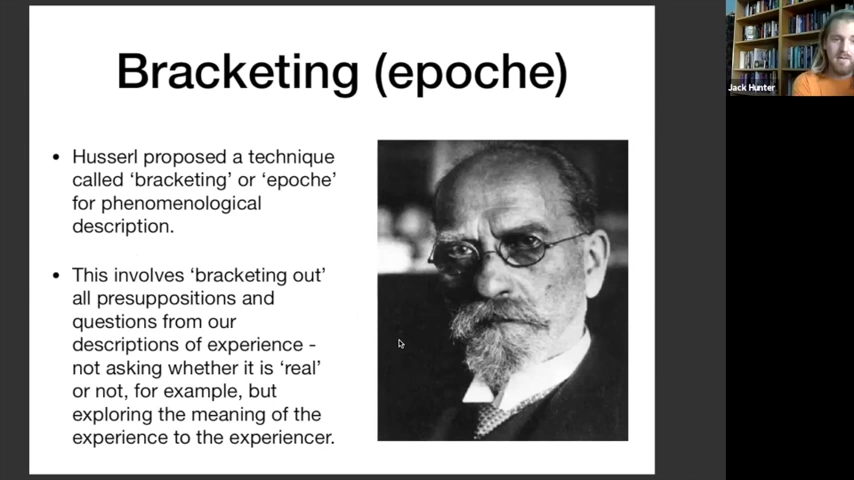 Bracketing (epoche)
• Husserl proposed a technique
called ‘bracketing’ or ‘epoche’
for phenomenological
description.
• This involves ‘bracketing out’
all presuppositions and
questions from our
descriptions of experience -
not asking whether it is ‘real’
or not, for example, but
exploring the meaning of the
experience to the experiencer.
Jack Hunter